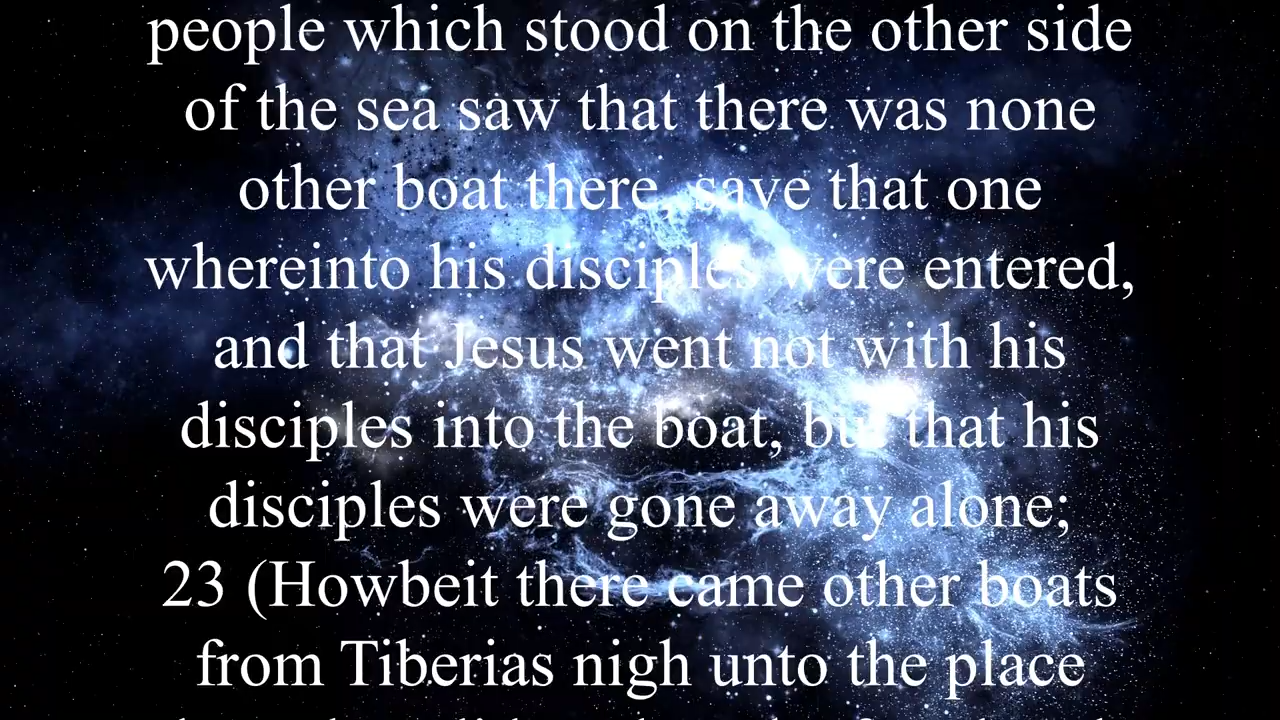 people which stood on the other side
of the sea saw that there was none
other boat there, save that one
whereinto his disciples were entered,
and that Jesus went not with his
disciples into the boat, but that his
disciples were gone away alone;
23 (Howbeit there came other boats
from Tiberias nigh unto the place